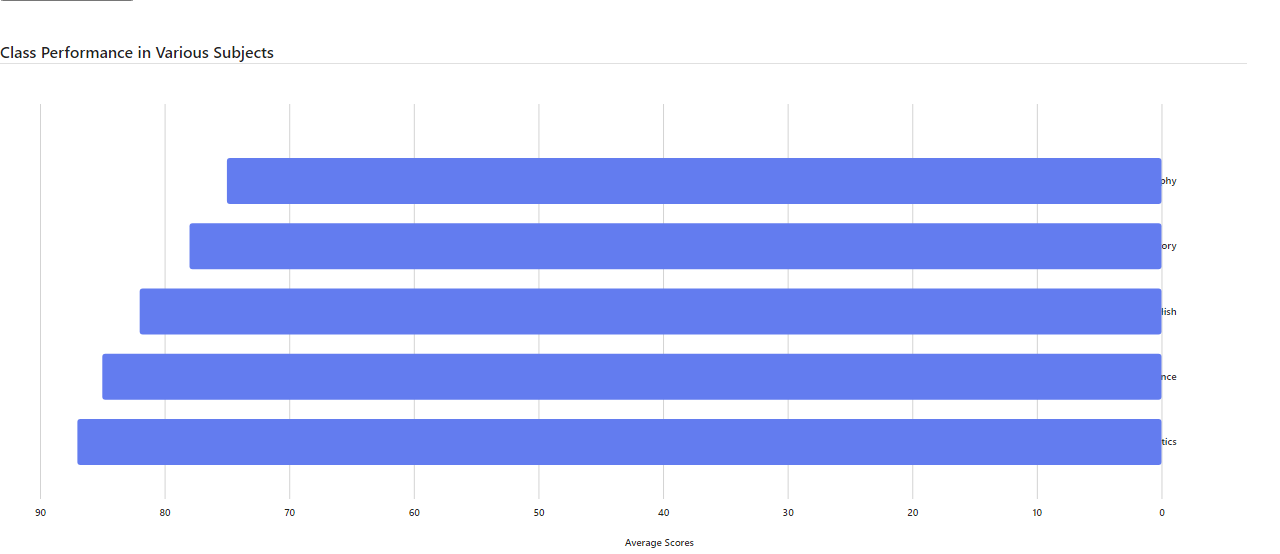 Class Performance in Various Subjects
phy
ory
lish
nce
tics
90 80 70 60 50 40 30 20 10 0
Average Scores